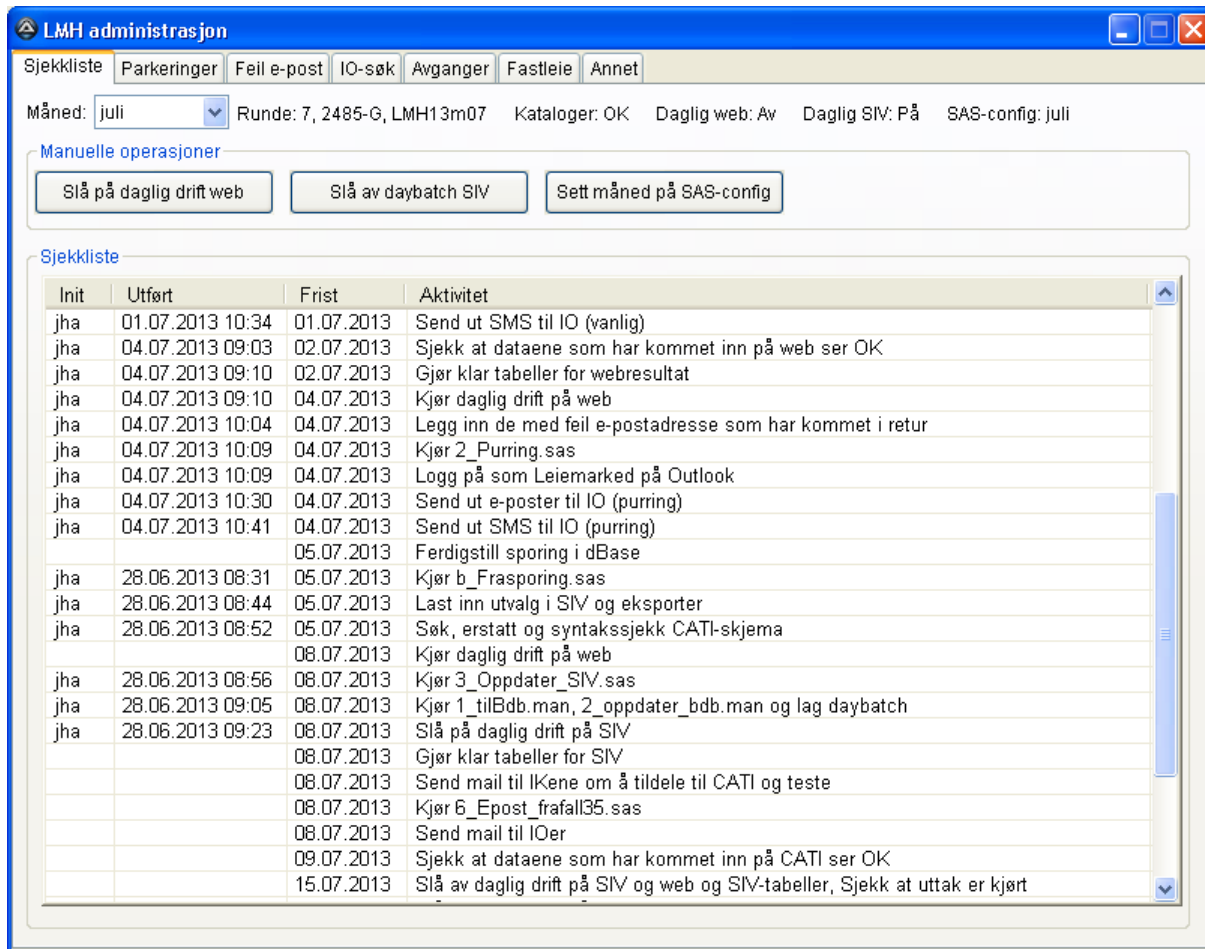 LMH administrasjon
Sjekkliste Parkeringer Feil e-post IO-søk Avganger Fastleie Annet
Måned: juli Runde: 7, 2485-G, LMH13m07 Kataloger: OK Daglig web: Av Daglig SIV: På SAS-config: juli
Manuelle operasjoner
Slå på daglig drift web Slå av daybatch SIV Sett måned på SAS-config
Sjekkliste
Init Utført Frist Aktivitet
jha 01.07.2013 10:34 01.07.2013 Send ut SMS til IO (vanlig)
jha 04.07.2013 09:03 02.07.2013 Sjekk at dataene som har kommet inn på web ser OK
jha 04.07.2013 09:10 02.07.2013 Gjør klar tabeller for webresultat
jha 04.07.2013 09:10 04.07.2013 Kjør daglig drift på web
jha 04.07.2013 10:04 04.07.2013 Legg inn de med feil e-postadresse som har kommet i retur
jha 04.07.2013 10:09 04.07.2013 Kjør 2_Purring.sas
jha 04.07.2013 10:09 04.07.2013 Logg på som Leiemarked på Outlook
jha 04.07.2013 10:30 04.07.2013 Send ut e-poster til IO (purring)
jha 04.07.2013 10:41 04.07.2013 Send ut SMS til IO (purring)
05.07.2013 Ferdigstill sporing i dBase
jha 28.06.2013 08:31 05.07.2013 Kjør b_Frasporing.sas
jha 28.06.2013 08:44 05.07.2013 Last inn utvalg i SIV og eksporter
jha 28.06.2013 08:52 05.07.2013 Søk, erstatt og syntakssjekk CATI-skjema
08.07.2013 Kjør daglig drift på web
jha 28.06.2013 08:56 08.07.2013 Kjør 3_Oppdater_SIV.sas
jha 28.06.2013 09:05 08.07.2013 Kjør 1_tilBdb.man, 2_oppdater_bdb.man og lag daybatch
jha 28.06.2013 09:23 08.07.2013 Slå på daglig drift på SIV
08.07.2013 Gjør klar tabeller for SIV
08.07.2013 Send mail til IKene om å tildele til CATI og teste
08.07.2013 Kjør 6_Epost_frafall35.sas
08.07.2013 Send mail til IOer
09.07.2013 Sjekk at dataene som har kommet inn på CATI ser OK
15.07.2013 Slå av daglig drift på SIV og web og SIV-tabeller, Sjekk at uttak er kjørt